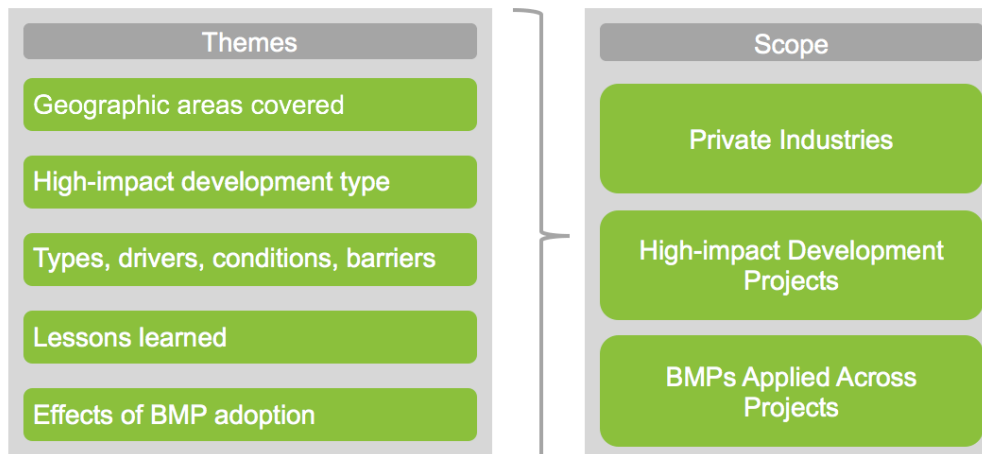 Themes
Geographic areas covered
High-impact development type
Types, drivers, conditions, barriers
Lessons learned
Effects of BMP adoption
Scope
Private Industries
High-impact Development
Projects
BMPs Applied Across
Projects